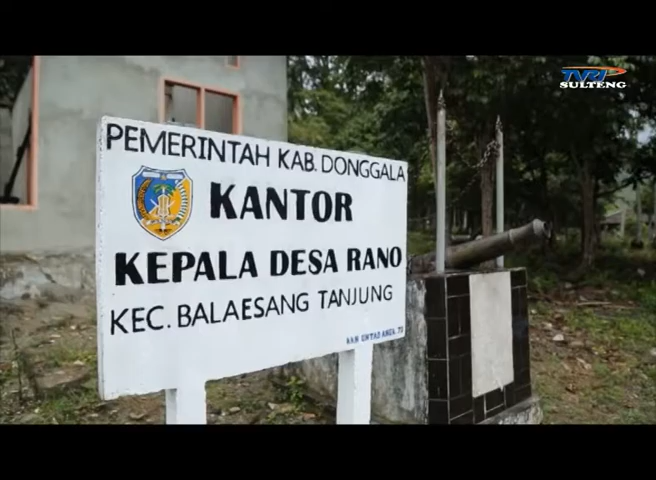 TVRI
SULTENG
PEMERINTAH KAB. DONGGALA
KANTOR
KEPALA DESA RANO
KEC. BALAESANG TANJUNG